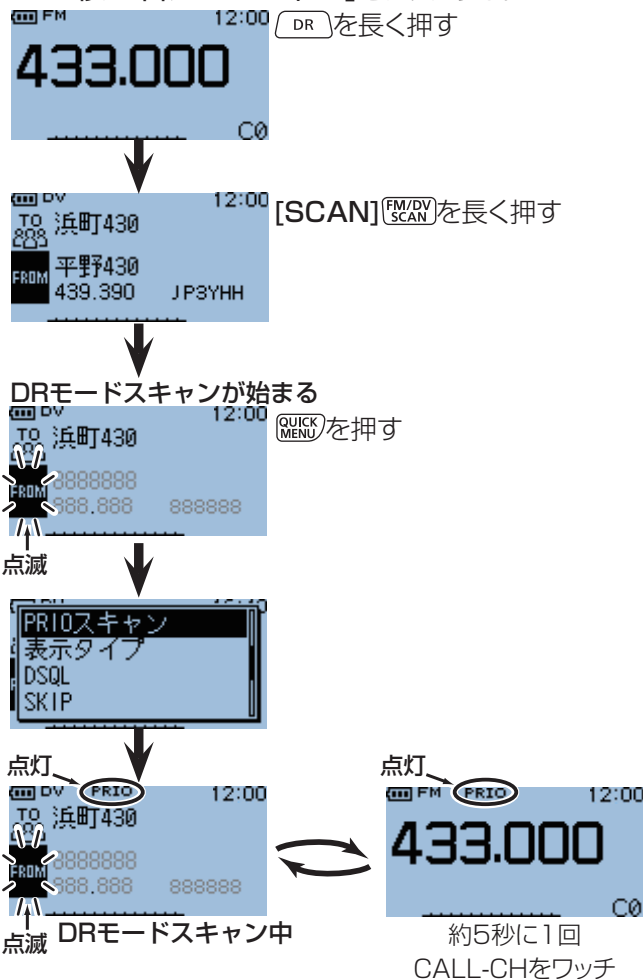 FM 12:00
433.000
C0
DR を長く押す
DV 12:00
TO 浜町430
FROM 平野430
439.390 JP3YHH
[SCAN] FM/DV SCAN を長く押す
DRモードスキャンが始まる
DV 12:00
TO 浜町430
FROM 8888888
888.888 888888
点滅
QUICK MENU を押す
PRIOスキャン
表示タイプ
DSQL
SKIP
点灯
DV PRIO 12:00
TO 浜町430
FROM 8888888
888.888 888888
点滅
DRモードスキャン中
点灯
FM PRIO 12:00
433.000
C0
約5秒に1回
CALL-CHをワッチ